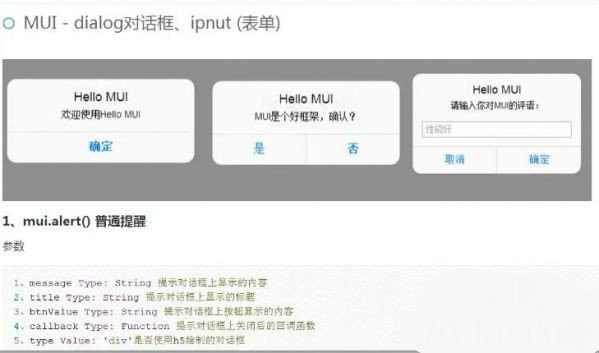 MUI - dialog对话框、ipnut (表单)
Hello MUI
欢迎使用Hello MUI
确定
Hello MUI
MUI是个好框架，确认？
是 否
Hello MUI
请输入你对MUI的评语：
性能好
取消 确定
1、mui.alert() 普通提醒
参数
1、message Type: String 提示对话框上显示的内容
2、title Type: String 提示对话框上显示的标题
3、btnValue Type: String 提示对话框上按钮显示的内容
4、callback Type: Function 提示对话框上关闭后的回调函数
5、type Value: 'div'是否使用h5绘制的对话框